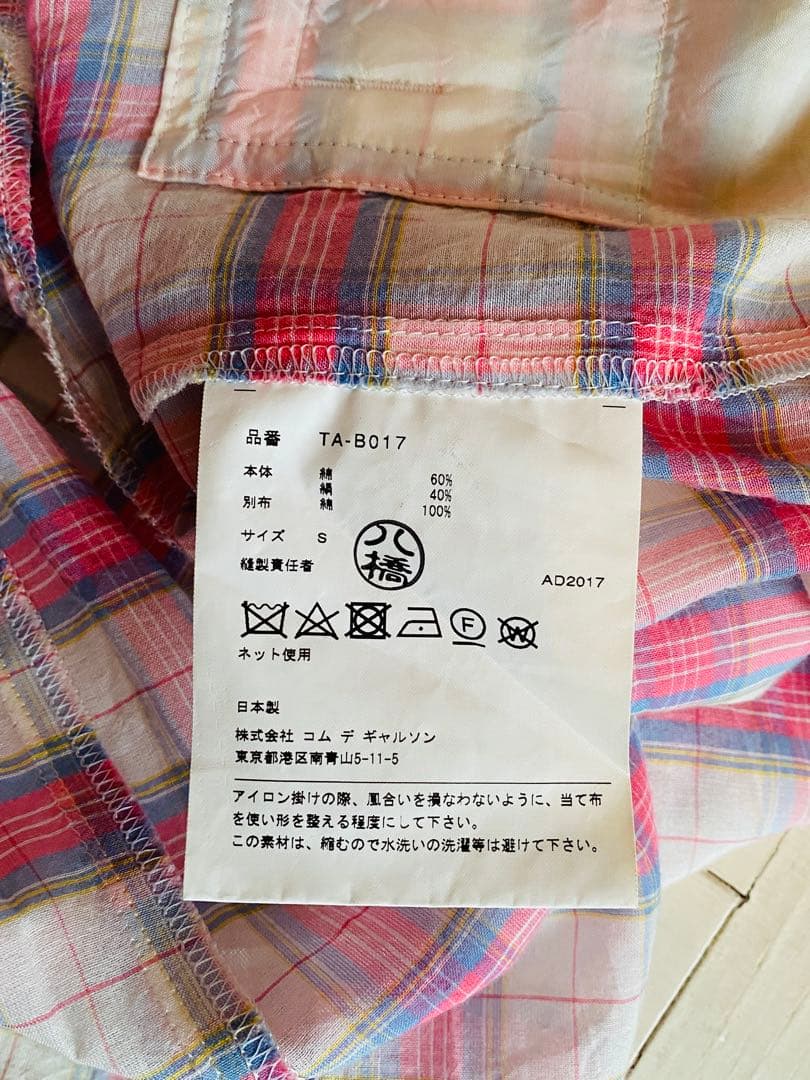 品番 TA-B017
本体 綿 60%
絹 40%
別布 綿 100%
サイズ S
縫製責任者 八橋
AD2017
F W
ネット使用
日本製
株式会社 コム デ ギャルソン
東京都港区南青山5-11-5
アイロン掛けの際、風合いを損なわないように、当て布
を使い形を整える程度にして下さい。
この素材は、縮むので水洗いの洗濯等は避けて下さい。